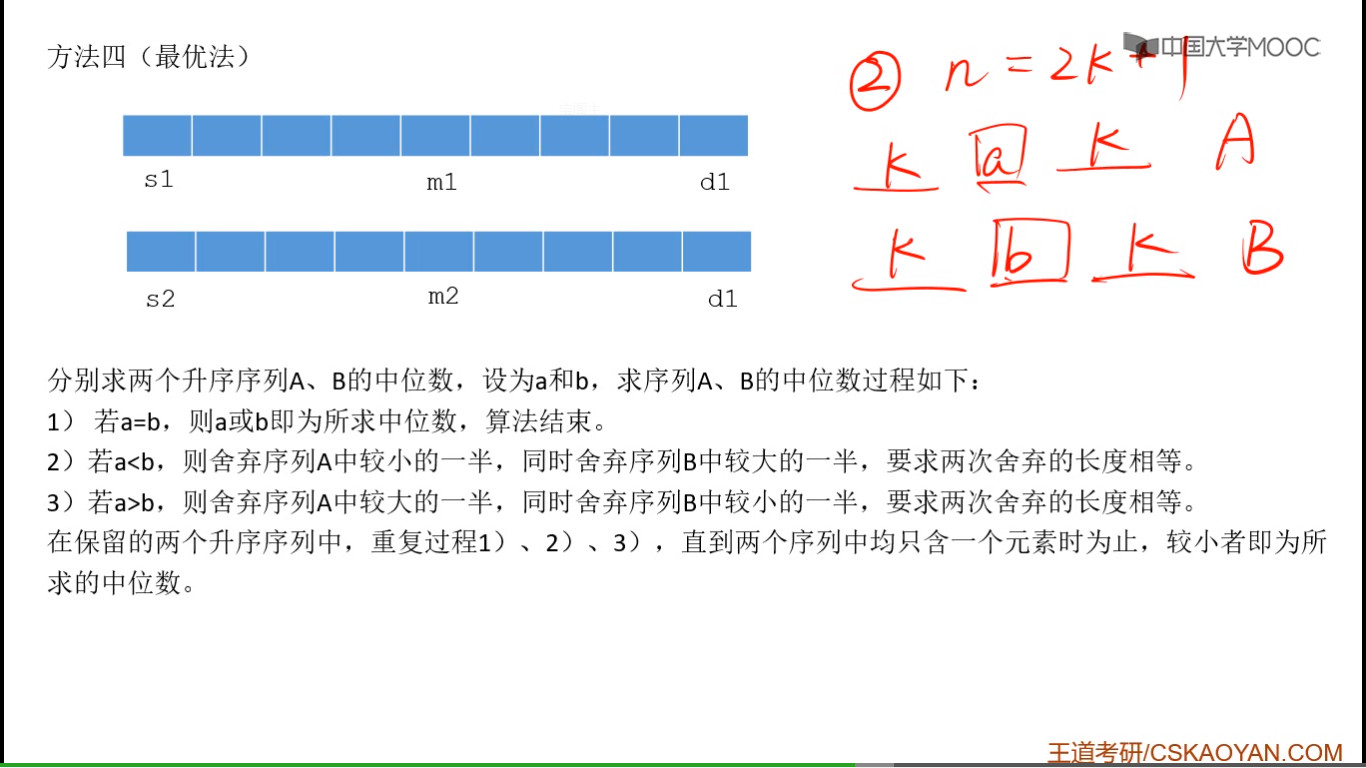 方法四（最优法）
中国大学MOOC
② n = 2k+1
s1 m1 d1
k a k A
s2 m2 d1
k b k B
分别求两个升序序列A、B的中位数，设为a和b，求序列A、B的中位数过程如下：
1） 若a=b，则a或b即为所求中位数，算法结束。
2）若a<b，则舍弃序列A中较小的一半，同时舍弃序列B中较大的一半，要求两次舍弃的长度相等。
3）若a>b，则舍弃序列A中较大的一半，同时舍弃序列B中较小的一半，要求两次舍弃的长度相等。
在保留的两个升序序列中，重复过程1）、2）、3），直到两个序列中均只含一个元素时为止，较小者即为所
求的中位数。
王道考研/CSKAOYAN.COM